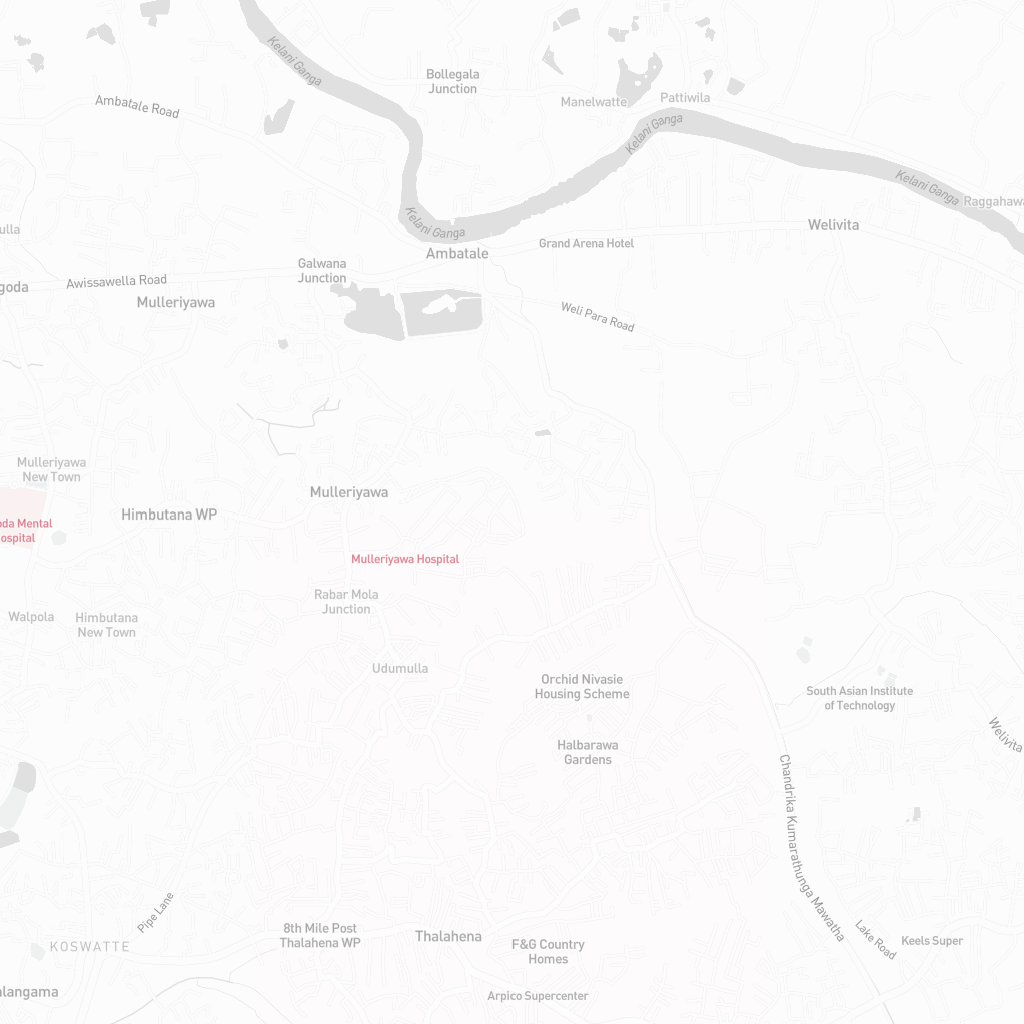 Kelani Ganga
Bollegala
Junction
Manelwatte
Pattiwila
Ambatale Road
Kelani Ganga
Kelani Ganga
Raggahawa
Kelani Ganga
Welivita
ulla
Grand Arena Hotel
Ambatale
Galwana
Junction
Awissawella Road
goda
Mulleriyawa
Weli Para Road
Mulleriyawa
New Town
Mulleriyawa
Himbutana WP
oda Mental
ospital
Mulleriyawa Hospital
Rabar Mola
Junction
Walpola
Himbutana
New Town
Udumulla
Orchid Nivasie
Housing Scheme
South Asian Institute
of Technology
Welivita
Halbarawa
Gardens
Chandrika Kumarathunga Mawatha
Pipe Lane
8th Mile Post
Thalahena WP
Thalahena
F&G Country
Homes
Lake Road
Keels Super
KOSWATTE
alangama
Arpico Supercenter